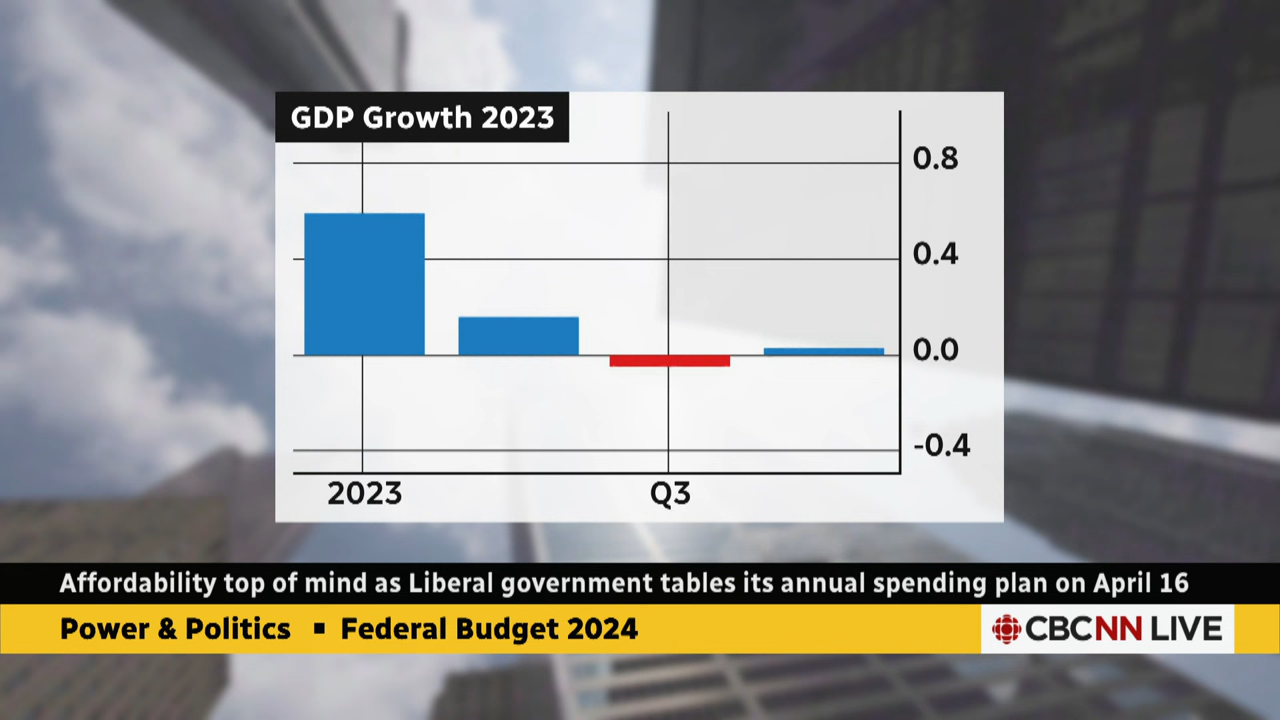 GDP Growth 2023
0.8
0.4
0.0
-0.4
2023
Q3
Affordability top of mind as Liberal government tables its annual spending plan on April 16
Power & Politics ▪ Federal Budget 2024
CBCNN LIVE